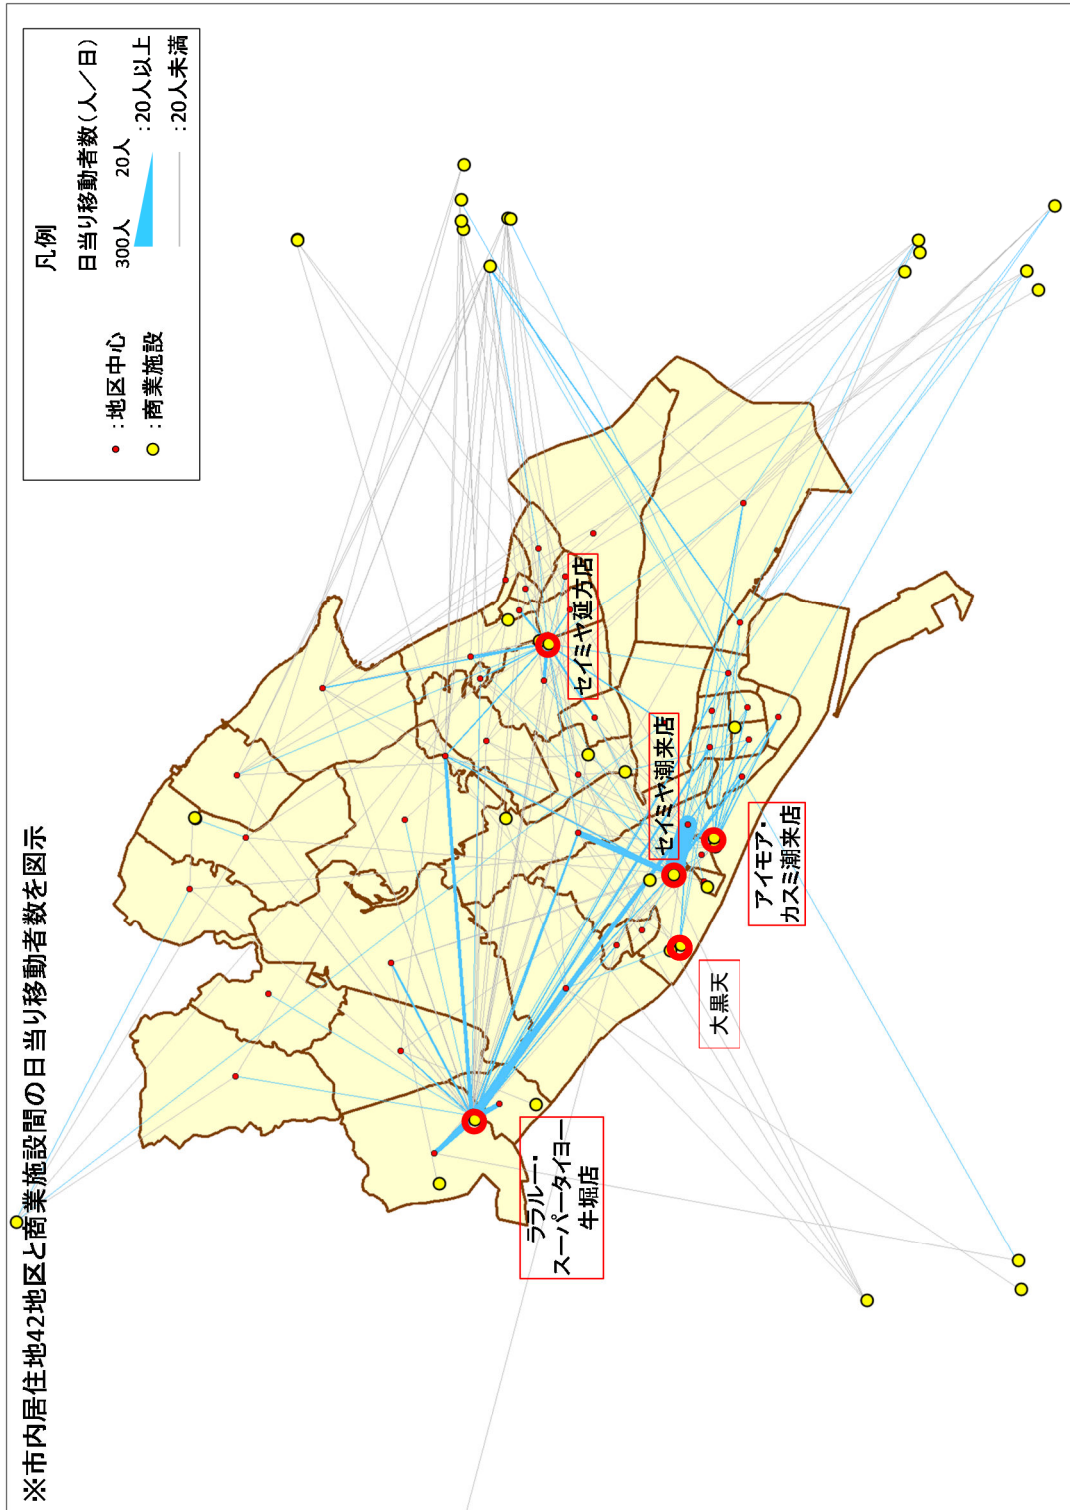 ※市内居住地42地区と商業施設間の日当り移動者数を図示
凡例
日当り移動者数(人/日)
300人 20人
:20人以上
:20人未満
:地区中心
:商業施設
セイミヤ延方店
セイミヤ潮来店
アイモア・
カスミ潮来店
大黒天
ララルー・
スーパータイヨー
牛堀店